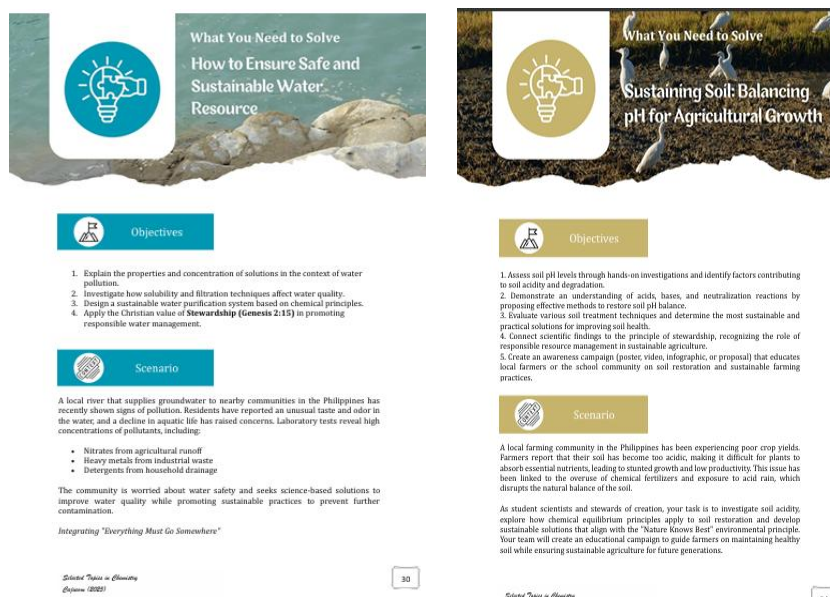 What You Need to Solve
How to Ensure Safe and
Sustainable Water
Resource
Objectives
1. Explain the properties and concentration of solutions in the context of water
pollution.
2. Investigate how solubility and filtration techniques affect water quality.
3. Design a sustainable water purification system based on chemical principles.
4. Apply the Christian value of Stewardship (Genesis 2:15) in promoting
responsible water management.
Scenario
A local river that supplies groundwater to nearby communities in the Philippines has
recently shown signs of pollution. Residents have reported an unusual taste and odor in
the water, and a decline in aquatic life has raised concerns. Laboratory tests reveal high
concentrations of pollutants, including:
• Nitrates from agricultural runoff
• Heavy metals from industrial waste
• Detergents from household drainage
The community is worried about water safety and seeks science-based solutions to
improve water quality while promoting sustainable practices to prevent further
contamination.
Integrating "Everything Must Go Somewhere"
Selected Topics in Chemistry
(2025)
30
What You Need to Solve
Sustaining Soil: Balancing
pH for Agricultural Growth
Objectives
1. Assess soil pH levels through hands-on investigations and identify factors contributing
to soil acidity and degradation.
2. Demonstrate an understanding of acids, bases, and neutralization reactions by
proposing effective methods to restore soil pH balance.
3. Evaluate various soil treatment techniques and determine the most sustainable and
practical solutions for improving soil health.
4. Connect scientific findings to the principle of stewardship, recognizing the role of
responsible resource management in sustainable agriculture.
5. Create an awareness campaign (poster, video, infographic, or proposal) that educates
local farmers or the school community on soil restoration and sustainable farming
practices.
Scenario
A local farming community in the Philippines has been experiencing poor crop yields.
Farmers report that their soil has become too acidic, making it difficult for plants to
absorb essential nutrients, leading to stunted growth and low productivity. This issue has
been linked to the overuse of chemical fertilizers and exposure to acid rain, which
disrupts the natural balance of the soil.
As student scientists and stewards of creation, your task is to investigate soil acidity,
explore how chemical equilibrium principles apply to soil restoration and develop
sustainable solutions that align with the "Nature Knows Best" environmental principle.
Your team will create an educational campaign to guide farmers on maintaining healthy
soil while ensuring sustainable agriculture for future generations.
Selected Topics in Chemistry